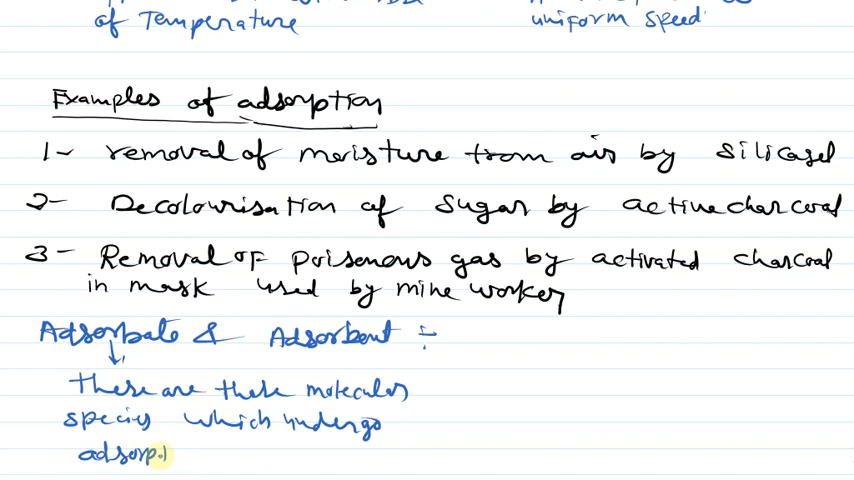 of Temperature
uniform speed
Examples of adsorption
1- removal of moisture from air by silicagel
2- Decolourisation of sugar by active charcoal
3- Removal of poisonous gas by activated charcoal
in mask used by mine worker
Adsorbate & Adsorbent ÷
↓
These are these molecular
species which undergo
adsorp.